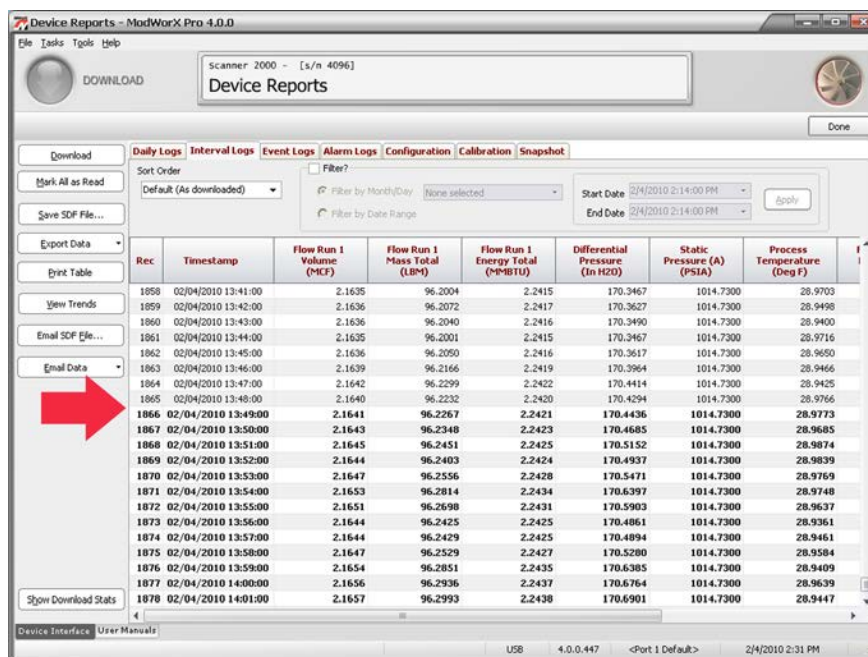 Device Reports - ModWorX Pro 4.0.0
File Tasks Tools Help
DOWNLOAD
Scanner 2000 - [s/n 4096]
Device Reports
Done
Download
Mark All as Read
Save SDF File...
Export Data
Print Table
View Trends
Email SDF File...
Email Data
Show Download Stats
Daily Logs Interval Logs Event Logs Alarm Logs Configuration Calibration Snapshot
Sort Order
Default (As downloaded)
Filter?
Filter by Month/Day None selected
Filter by Date Range
Start Date 2/4/2010 2:14:00 PM
End Date 2/4/2010 2:14:00 PM
Apply
Rec Timestamp Flow Run 1 Volume (MCF) Flow Run 1 Mass Total (LBM) Flow Run 1 Energy Total (MMBTU) Differential Pressure (In H2O) Static Pressure (A) (PSIA) Process Temperature (Deg F)
1858 02/04/2010 13:41:00 2.1635 96.2004 2.2415 170.3467 1014.7300 28.9703
1859 02/04/2010 13:42:00 2.1636 96.2072 2.2417 170.3627 1014.7300 28.9498
1860 02/04/2010 13:43:00 2.1636 96.2040 2.2416 170.3490 1014.7300 28.9400
1861 02/04/2010 13:44:00 2.1635 96.2001 2.2415 170.3467 1014.7300 28.9716
1862 02/04/2010 13:45:00 2.1636 96.2050 2.2416 170.3617 1014.7300 28.9650
1863 02/04/2010 13:46:00 2.1639 96.2166 2.2419 170.3964 1014.7300 28.9466
1864 02/04/2010 13:47:00 2.1642 96.2299 2.2422 170.4414 1014.7300 28.9425
1865 02/04/2010 13:48:00 2.1640 96.2232 2.2420 170.4294 1014.7300 28.9766
1866 02/04/2010 13:49:00 2.1641 96.2267 2.2421 170.4436 1014.7300 28.9773
1867 02/04/2010 13:50:00 2.1643 96.2348 2.2423 170.4685 1014.7300 28.9685
1868 02/04/2010 13:51:00 2.1645 96.2451 2.2425 170.5152 1014.7300 28.9874
1869 02/04/2010 13:52:00 2.1644 96.2403 2.2424 170.4937 1014.7300 28.9839
1870 02/04/2010 13:53:00 2.1647 96.2556 2.2428 170.5471 1014.7300 28.9769
1871 02/04/2010 13:54:00 2.1653 96.2814 2.2434 170.6397 1014.7300 28.9748
1872 02/04/2010 13:55:00 2.1651 96.2698 2.2431 170.5903 1014.7300 28.9637
1873 02/04/2010 13:56:00 2.1644 96.2425 2.2425 170.4861 1014.7300 28.9361
1874 02/04/2010 13:57:00 2.1644 96.2429 2.2425 170.4894 1014.7300 28.9461
1875 02/04/2010 13:58:00 2.1647 96.2529 2.2427 170.5280 1014.7300 28.9584
1876 02/04/2010 13:59:00 2.1654 96.2851 2.2435 170.6385 1014.7300 28.9409
1877 02/04/2010 14:00:00 2.1656 96.2936 2.2437 170.6764 1014.7300 28.9639
1878 02/04/2010 14:01:00 2.1657 96.2993 2.2438 170.6901 1014.7300 28.9447
Device Interface User Manuals
USB 4.0.0.447 <Port 1 Default> 2/4/2010 2:31 PM